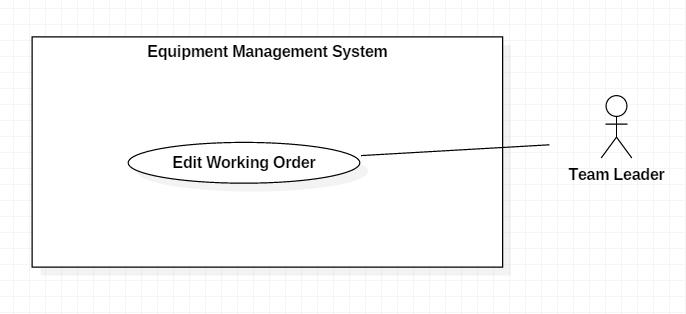 Equipment Management System
Edit Working Order
Team Leader